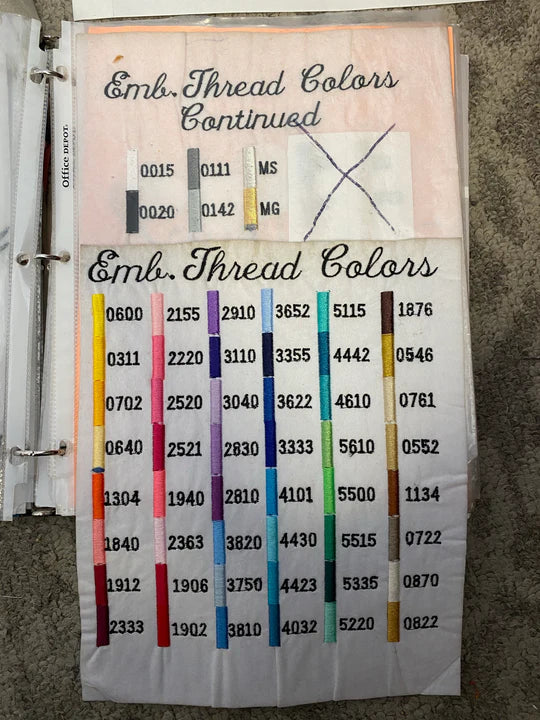 Office DEPOT.
Emb. Thread Colors
Continued
0015 0111 MS
0020 0142 MG
Emb. Thread Colors
0600 2155 2910 3652 5115 1876
0311 2220 3110 3355 4442 0546
0702 2520 3040 3622 4610 0761
0640 2521 2830 3333 5610 0552
1304 1940 2810 4101 5500 1134
1840 2363 3820 4430 5515 0722
1912 1906 3750 4423 5335 0870
2333 1902 3810 4032 5220 0822